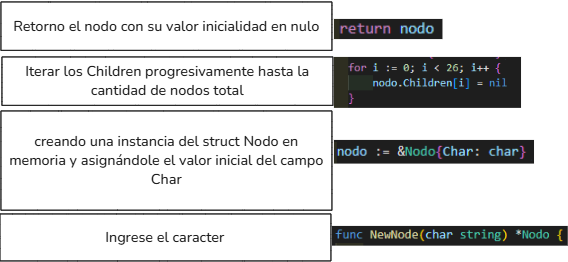 Retorno el nodo con su valor inicialidad en nulo
return nodo
Iterar los Children progresivamente hasta la
cantidad de nodos total
for i := 0; i < 26; i++ {
nodo.Children[i] = nil
}
creando una instancia del struct Nodo en
memoria y asignándole el valor inicial del campo
Char
nodo := &Nodo{Char: char}
Ingrese el caracter
func NewNode(char string) *Nodo {